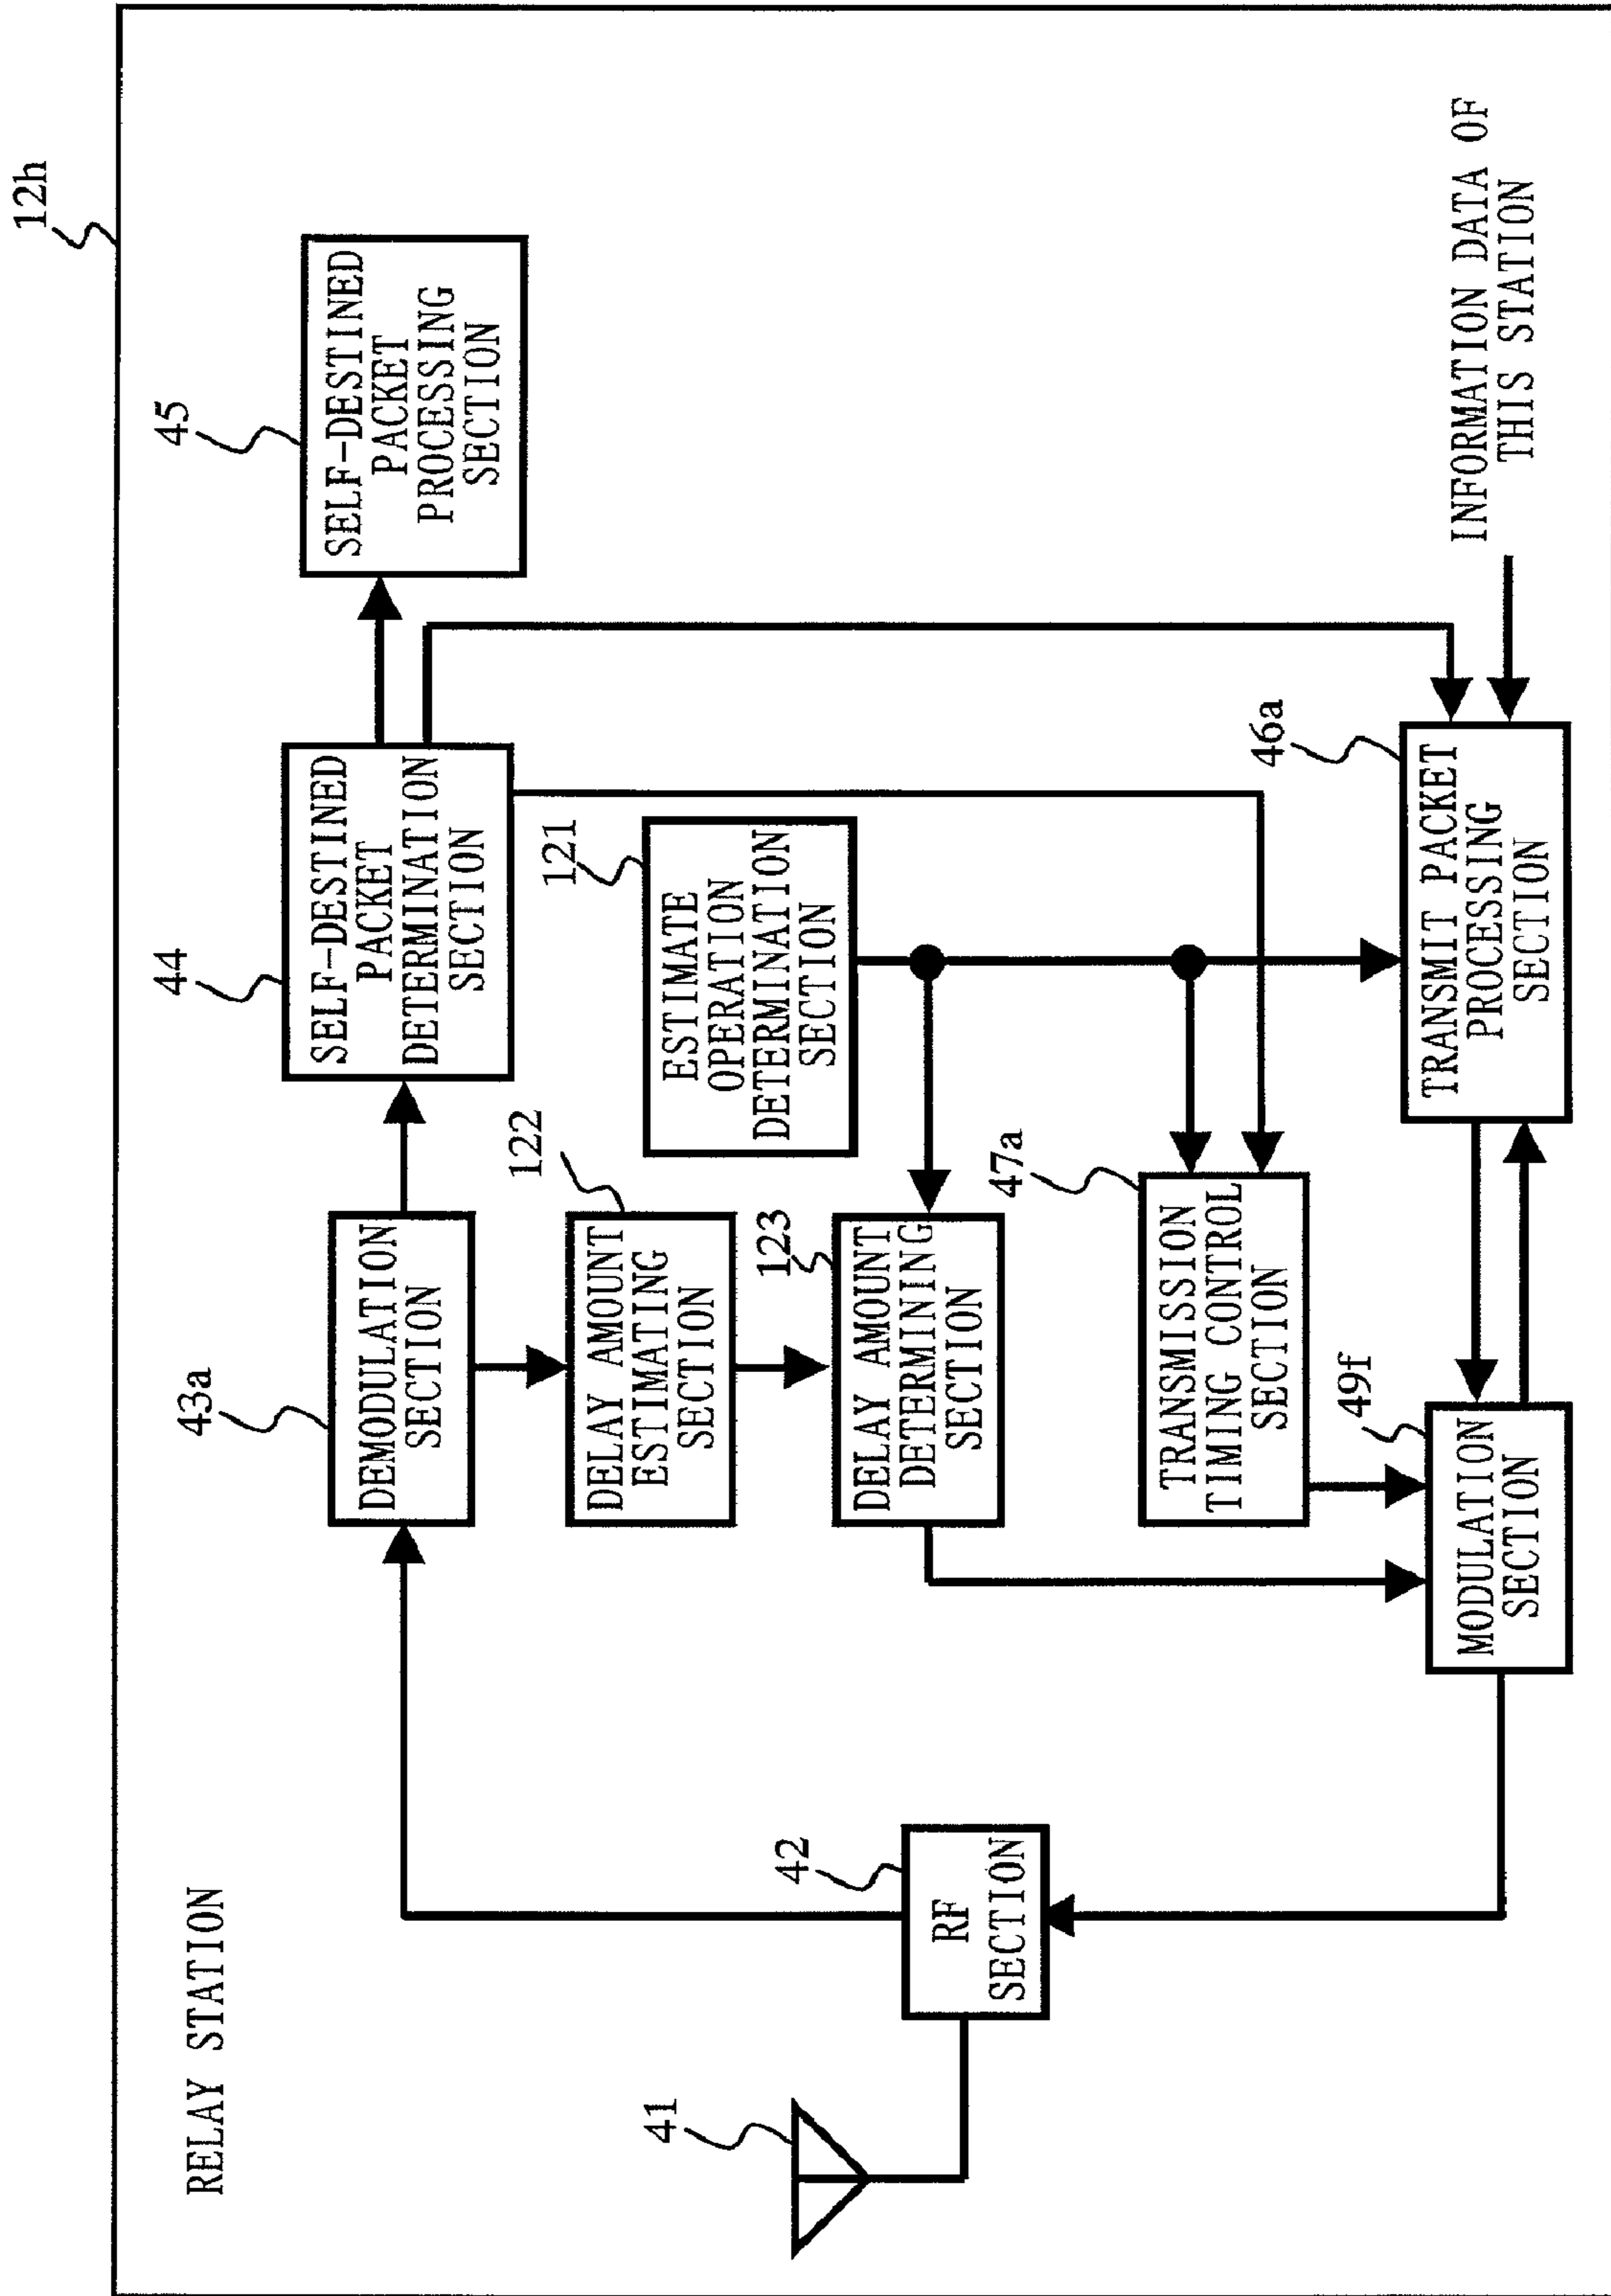 12h
RELAY STATION
43a
DEMODULATION
SECTION
44
SELF-DESTINED
PACKET
DETERMINATION
SECTION
45
SELF-DESTINED
PACKET
PROCESSING
SECTION
122
DELAY AMOUNT
ESTIMATING
SECTION
121
ESTIMATE
OPERATION
DETERMINATION
SECTION
41
42
RF
SECTION
123
DELAY AMOUNT
DETERMINING
SECTION
47a
TRANSMISSION
TIMING CONTROL
SECTION
49f
MODULATION
SECTION
46a
TRANSMIT PACKET
PROCESSING
SECTION
INFORMATION DATA OF
THIS STATION